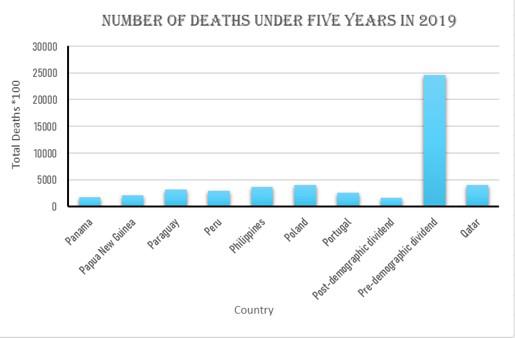 NUMBER OF DEATHS UNDER FIVE YEARS IN 2019
Total Deaths *100
30000
25000
20000
15000
10000
5000
0
Panama
Papua New Guinea
Paraguay
Peru
Philippines
Poland
Portugal
Post-demographic dividend
Pre-demographic dividend
Qatar
Country